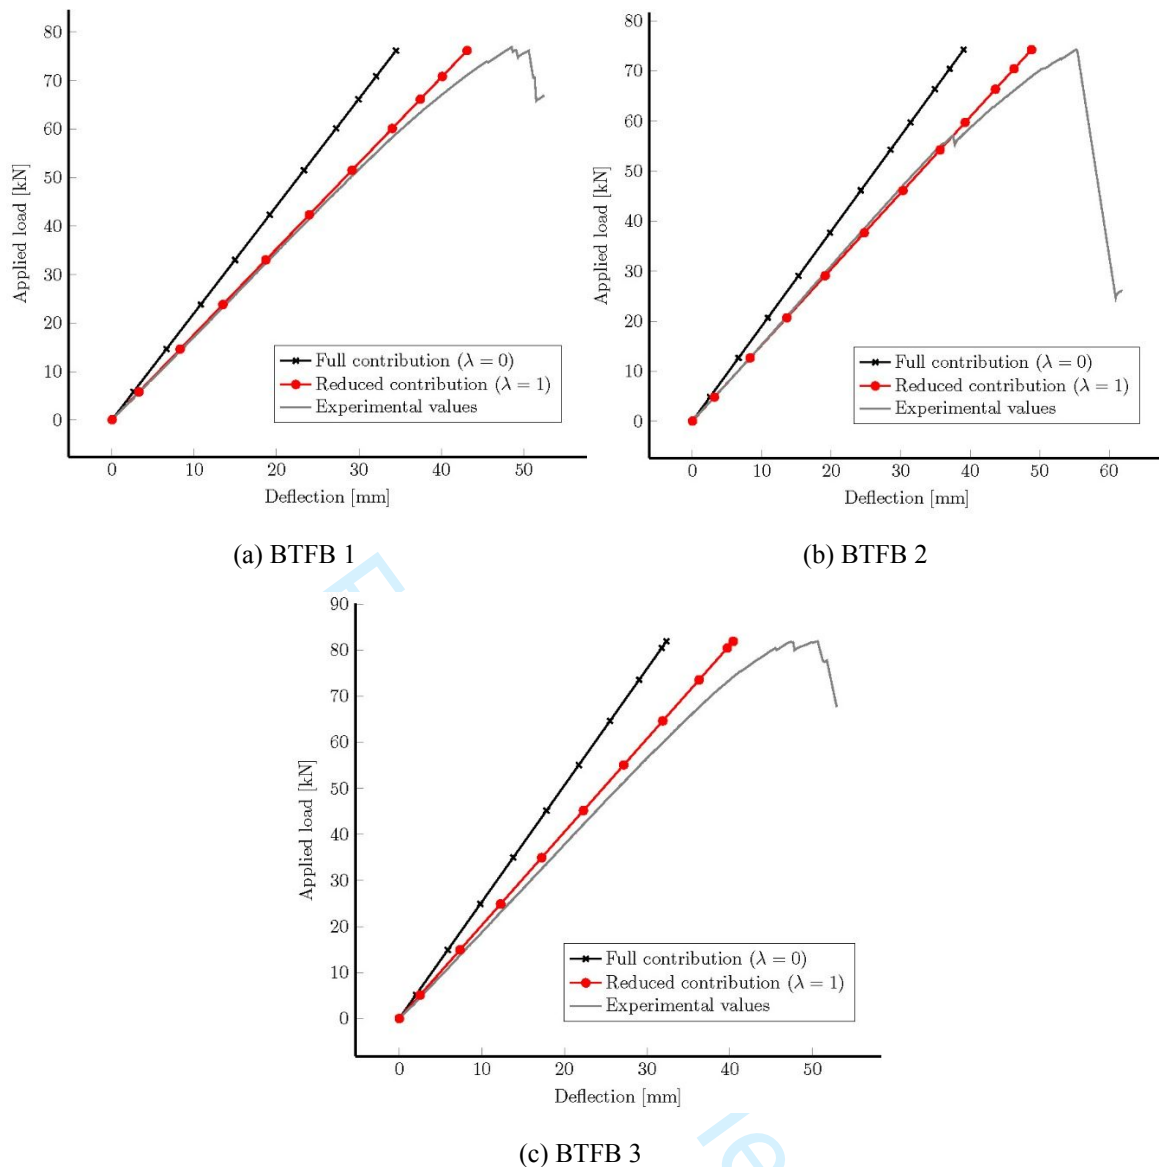 80
70
60
50
40
30
20
10
0
Applied load [kN]
Full contribution (λ = 0)
Reduced contribution (λ = 1)
Experimental values
0 10 20 30 40 50
Deflection [mm]
(a) BTFB 1
80
70
60
50
40
30
20
10
0
Applied load [kN]
Full contribution (λ = 0)
Reduced contribution (λ = 1)
Experimental values
0 10 20 30 40 50 60
Deflection [mm]
(b) BTFB 2
90
80
70
60
50
40
30
20
10
0
Applied load [kN]
Full contribution (λ = 0)
Reduced contribution (λ = 1)
Experimental values
0 10 20 30 40 50
Deflection [mm]
(c) BTFB 3